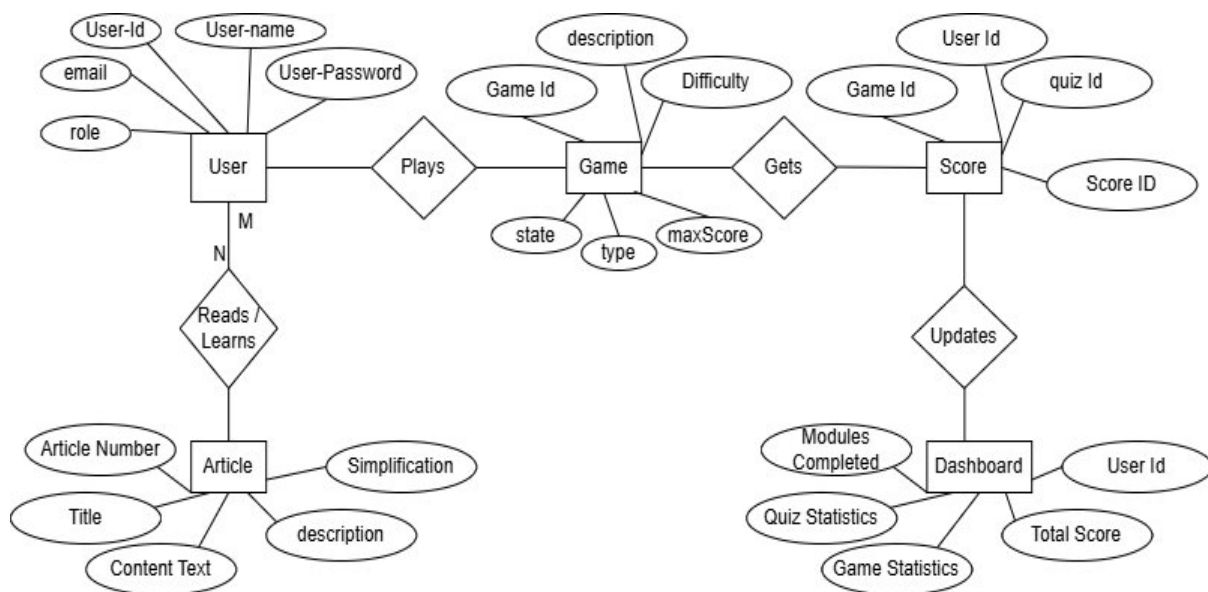 User-Id
User-name
email
User-Password
role
User
Plays
description
Game Id
Difficulty
Game
state
type
maxScore
Gets
User Id
Game Id
quiz Id
Score
Score ID
M
N
Reads /
Learns
Updates
Article Number
Article
Simplification
Title
description
Content Text
Modules
Completed
Dashboard
User Id
Quiz Statistics
Total Score
Game Statistics